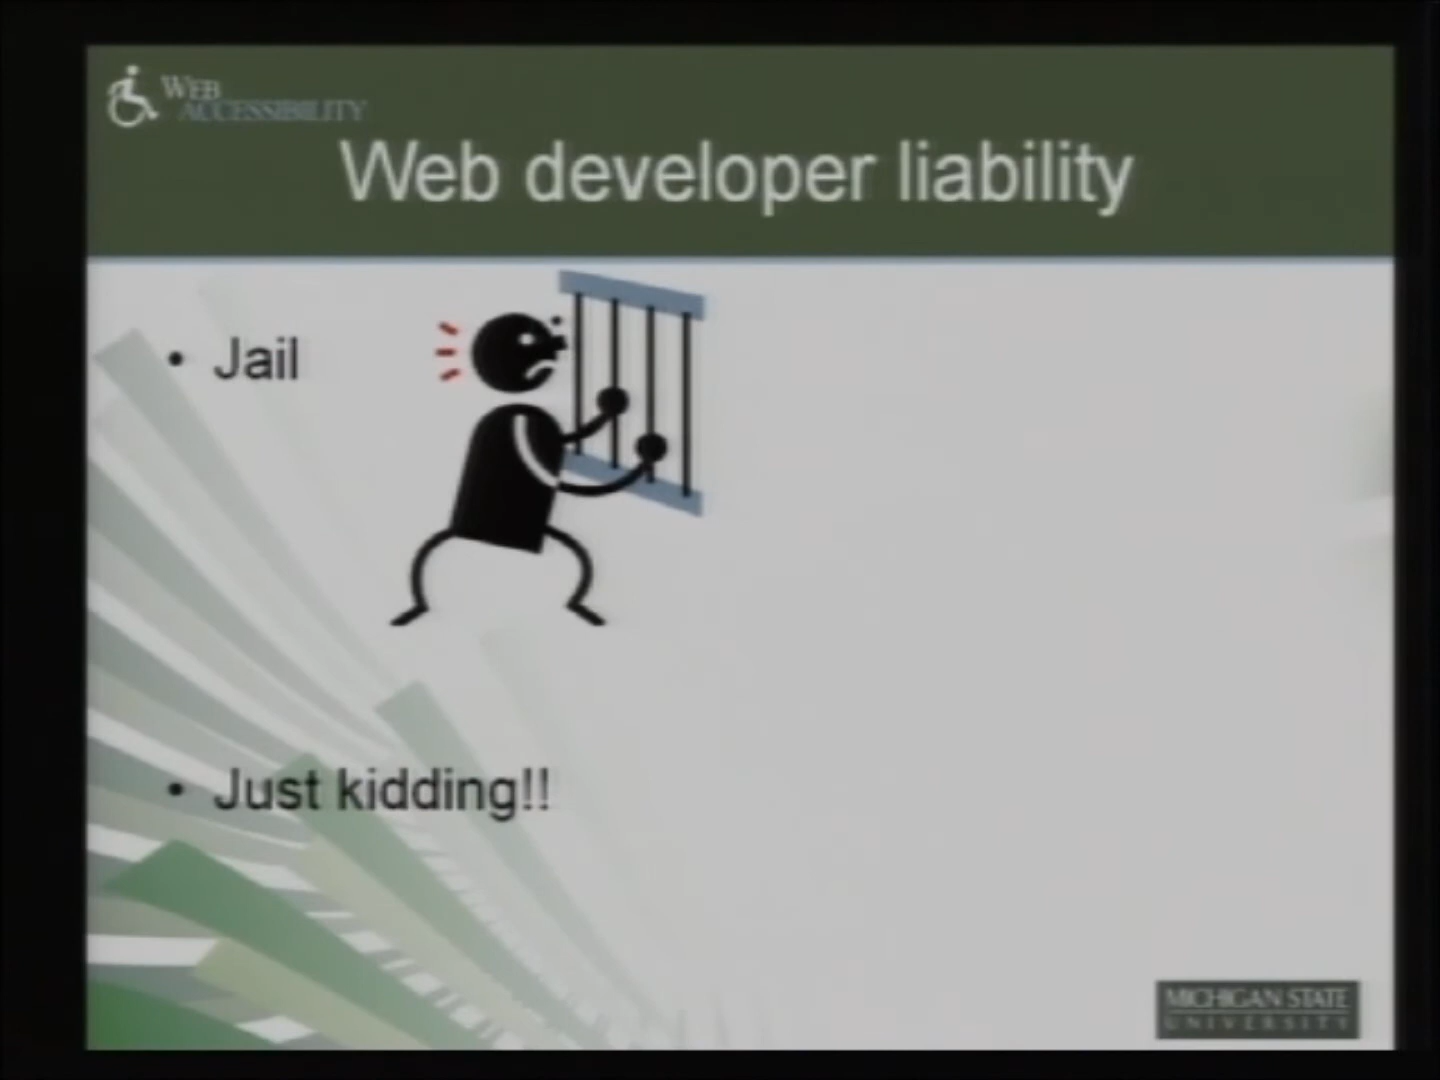 WEB
ACCESSIBILITY
Web developer liability
• Jail
• Just kidding!!
MICHIGAN STATE
UNIVERSITY